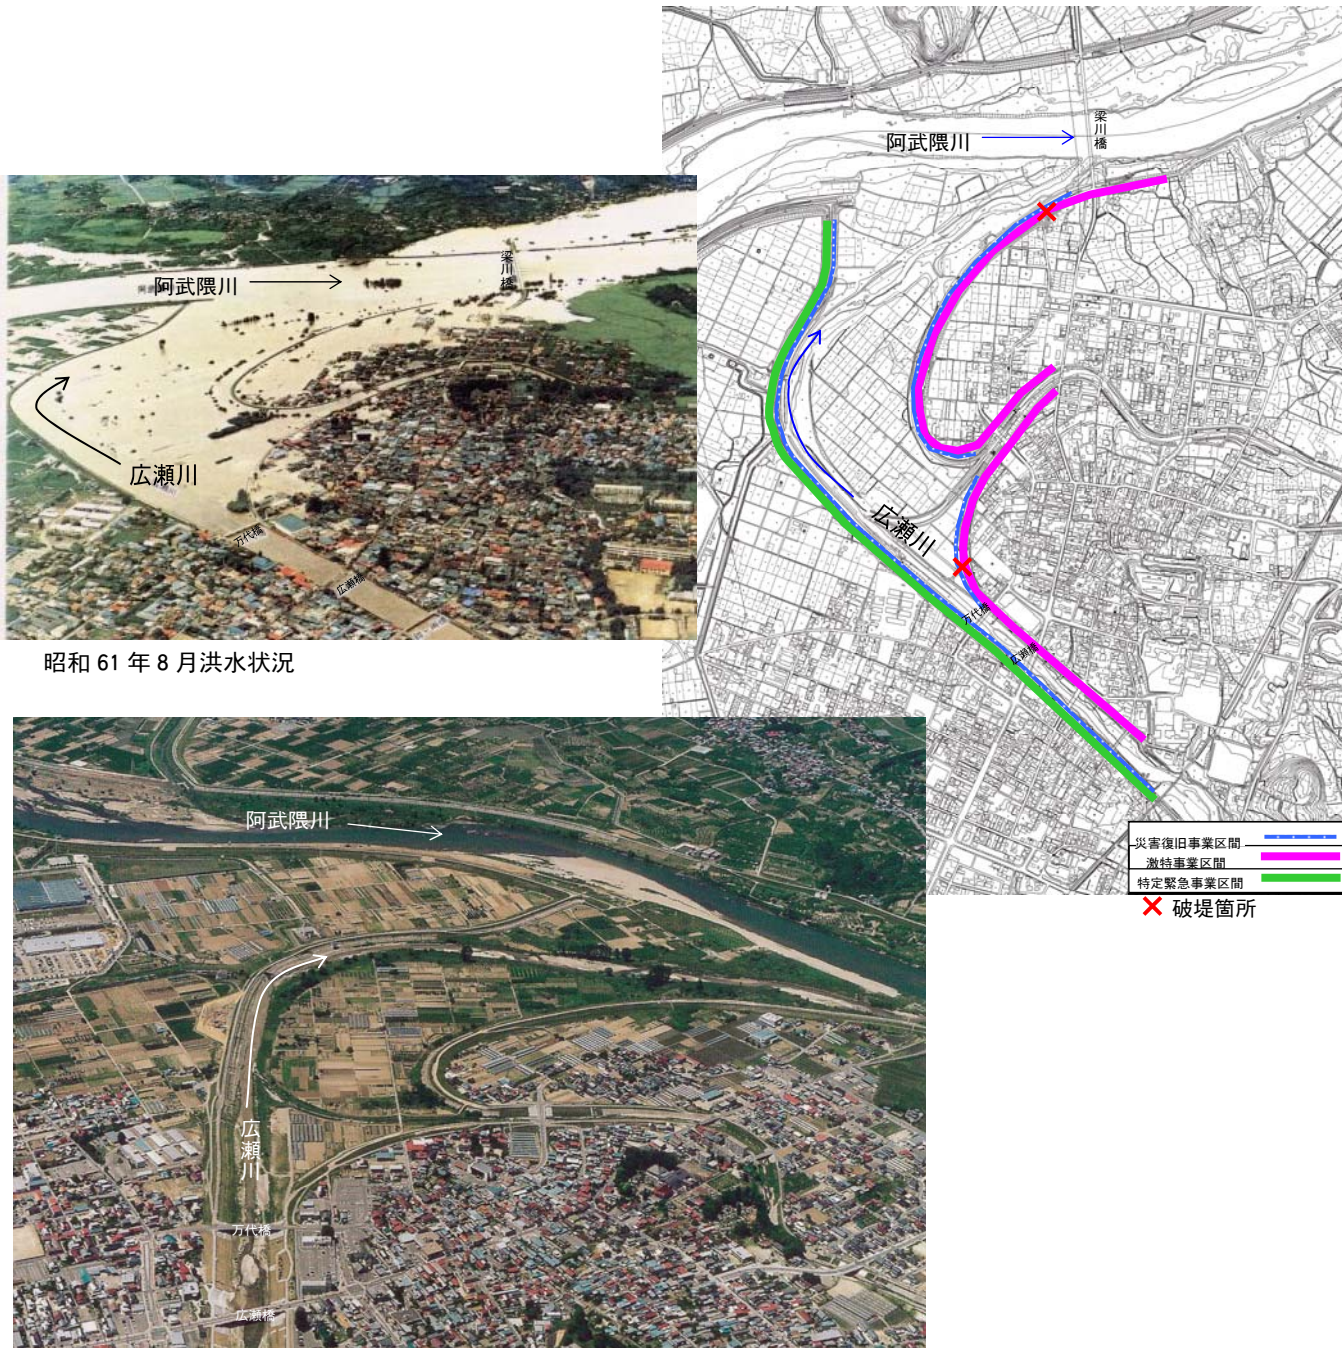 阿武隈川
梁川橋
広瀬川
万代橋
広瀬橋
昭和 61 年 8 月洪水状況
阿武隈川
梁川橋
広瀬川
万代橋
広瀬橋
災害復旧事業区間
激特事業区間
特定緊急事業区間
破堤箇所
阿武隈川
広瀬川
万代橋
広瀬橋